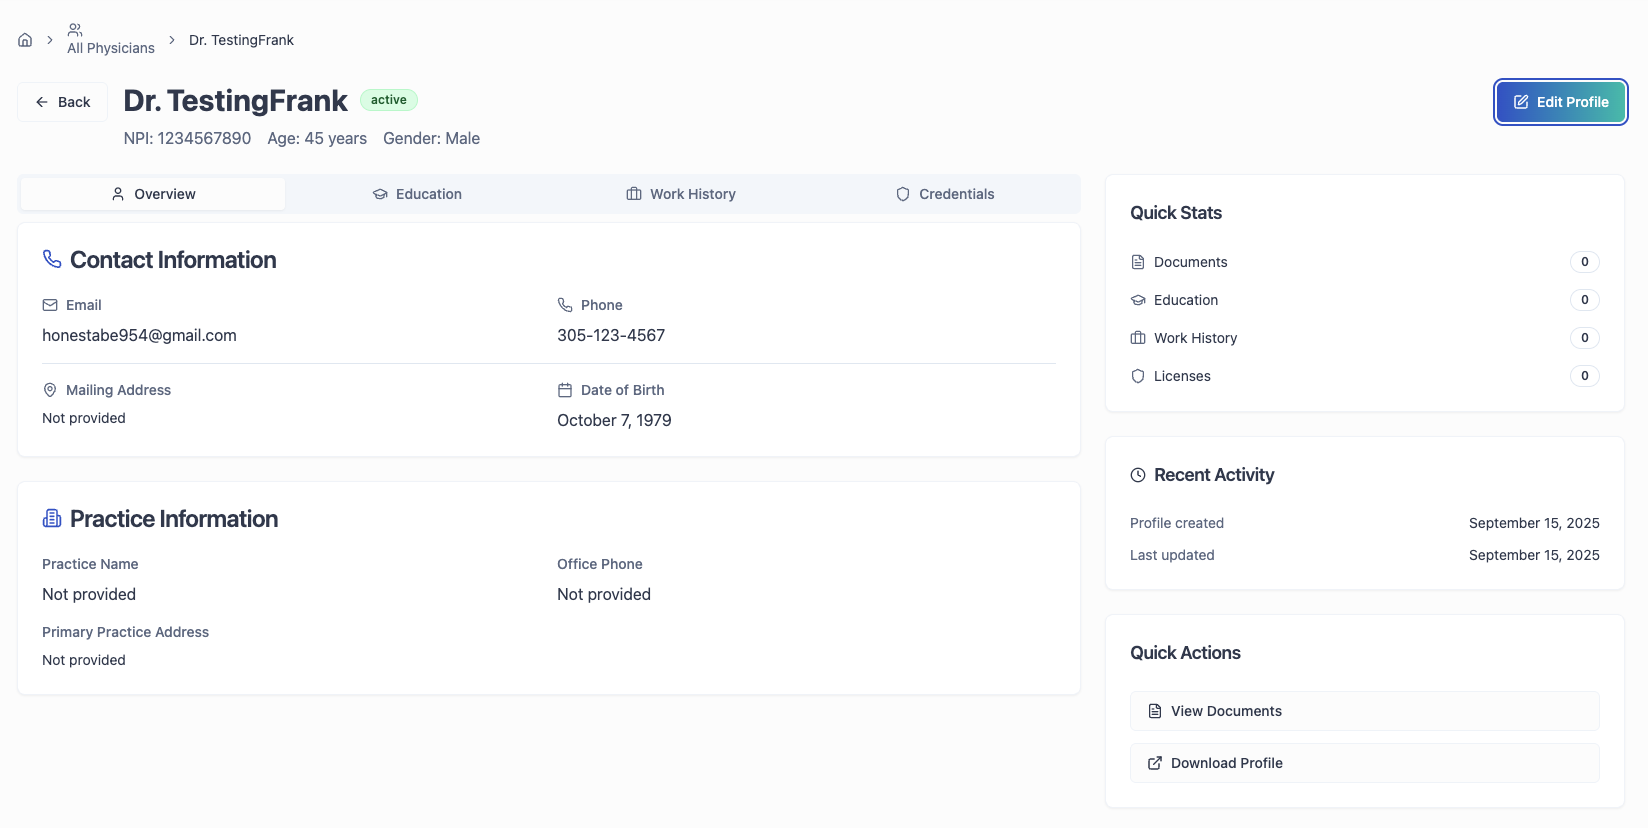 All Physicians
Dr. TestingFrank
Back
Dr. TestingFrank
active
NPI: 1234567890 Age: 45 years Gender: Male
Edit Profile
Overview
Education
Work History
Credentials
Contact Information
Email
honestabe954@gmail.com
Phone
305-123-4567
Mailing Address
Not provided
Date of Birth
October 7, 1979
Practice Information
Practice Name
Not provided
Office Phone
Not provided
Primary Practice Address
Not provided
Quick Stats
Documents 0
Education 0
Work History 0
Licenses 0
Recent Activity
Profile created September 15, 2025
Last updated September 15, 2025
Quick Actions
View Documents
Download Profile